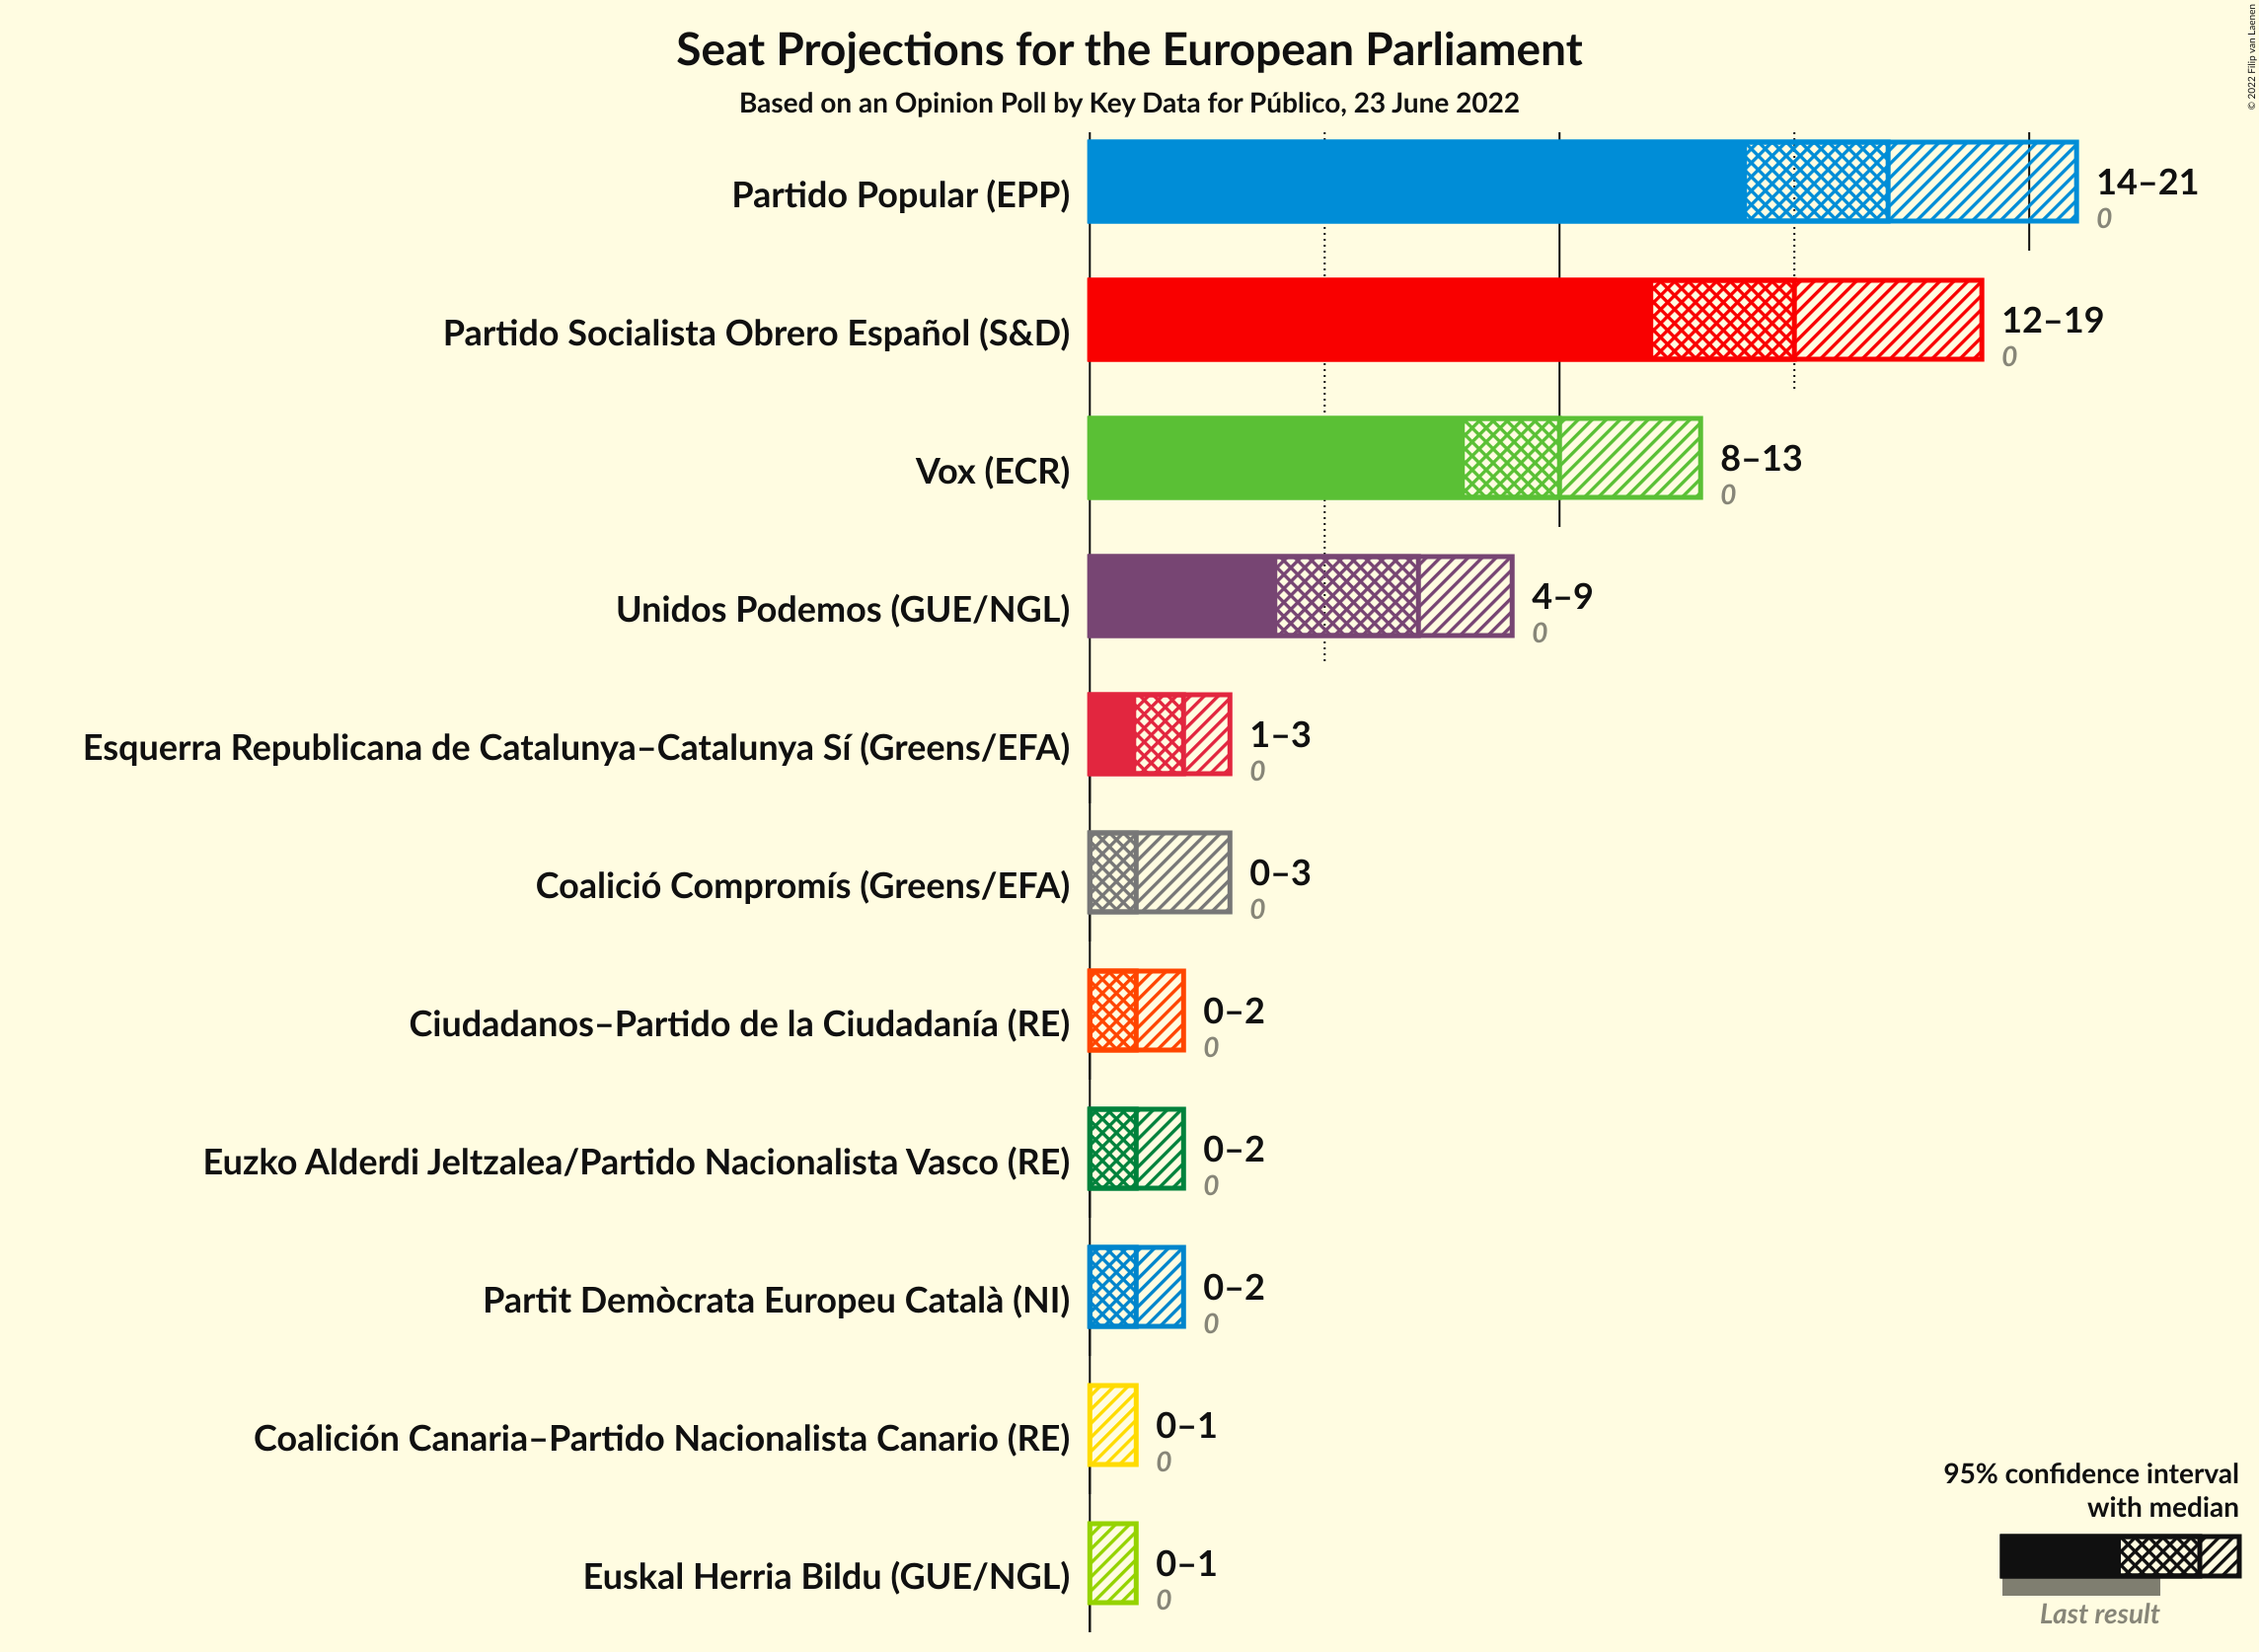 Seat Projections for the European Parliament
Based on an Opinion Poll by Key Data for Público, 23 June 2022
© 2022 Filip van Laenen
Partido Popular (EPP)
14–21
0
Partido Socialista Obrero Español (S&D)
12–19
0
Vox (ECR)
8–13
0
Unidos Podemos (GUE/NGL)
4–9
0
Esquerra Republicana de Catalunya–Catalunya Sí (Greens/EFA)
1–3
0
Coalició Compromís (Greens/EFA)
0–3
0
Ciudadanos–Partido de la Ciudadanía (RE)
0–2
0
Euzko Alderdi Jeltzalea/Partido Nacionalista Vasco (RE)
0–2
0
Partit Demòcrata Europeu Català (NI)
0–2
0
Coalición Canaria–Partido Nacionalista Canario (RE)
0–1
0
Euskal Herria Bildu (GUE/NGL)
0–1
0
95% confidence interval
with median
Last result